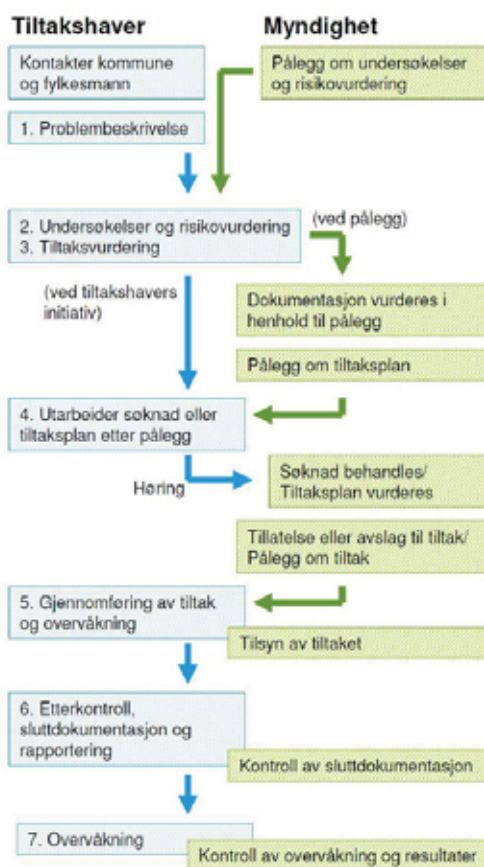 Tiltakshaver
Myndighet
Kontakter kommune
og fylkesmann
Pålegg om undersøkelser
og risikovurdering
1. Problembeskrivelse
2. Undersøkelser og risikovurdering
3. Tiltaksvurdering
(ved pålegg)
(ved tiltakshavers
initiativ)
Dokumentasjon vurderes i
henhold til pålegg
Pålegg om tiltaksplan
4. Utarbeider søknad eller
tiltaksplan etter pålegg
Høring
Søknad behandles/
Tiltaksplan vurderes
Tillatelse eller avslag til tiltak/
Pålegg om tiltak
5. Gjennomføring av tiltak
og overvåkning
Tilsyn av tiltaket
6. Etterkontroll,
sluttdokumentasjon og
rapportering
Kontroll av sluttdokumentasjon
7. Overvåkning
Kontroll av overvåkning og resultater